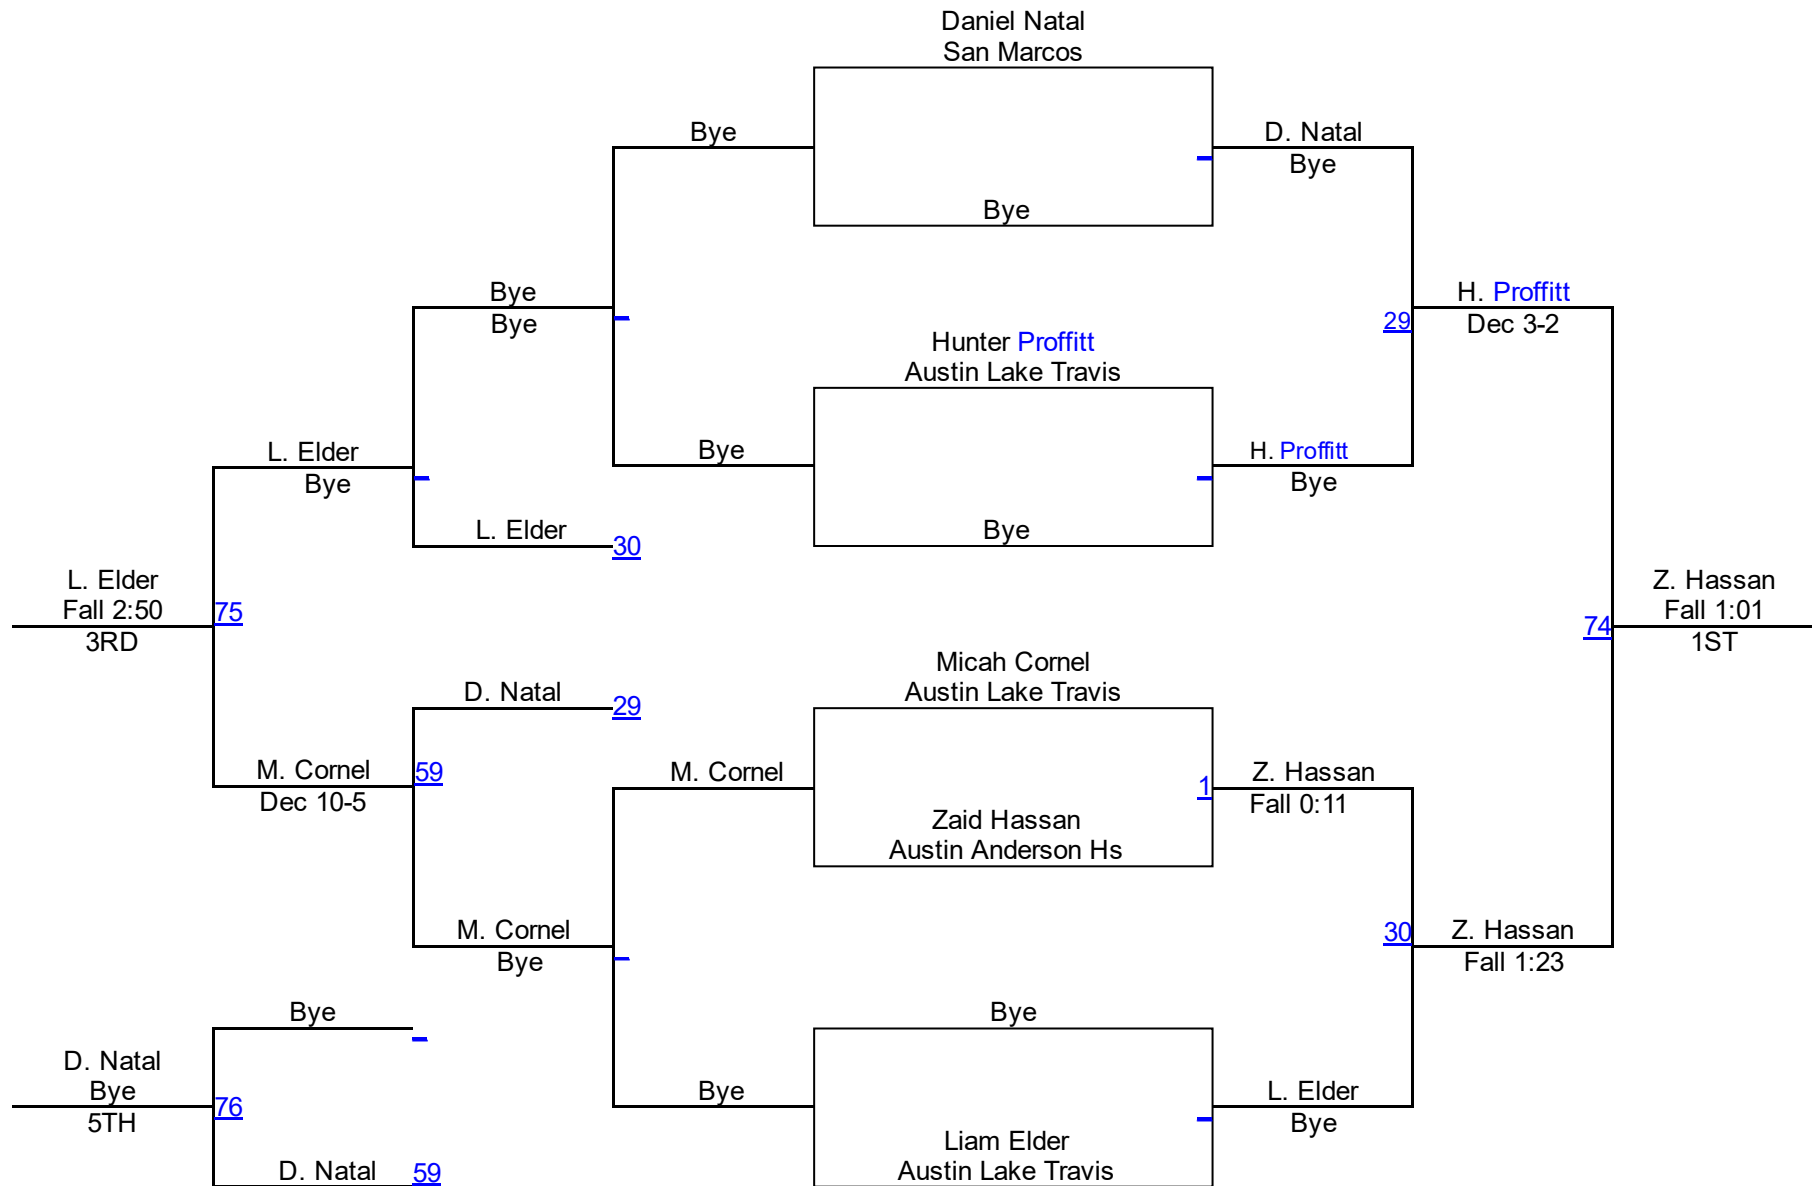 Daniel Natal
San Marcos
Bye
D. Natal
Bye
Bye
Bye
Bye
H. Proffitt
29
Dec 3-2
Hunter Proffitt
Austin Lake Travis
L. Elder
Bye
Bye
H. Proffitt
Bye
L. Elder
30
Bye
L. Elder
Fall 2:50
75
3RD
Z. Hassan
Fall 1:01
74
1ST
Micah Cornel
Austin Lake Travis
D. Natal
29
M. Cornel
59
Dec 10-5
M. Cornel
1
Z. Hassan
Fall 0:11
Zaid Hassan
Austin Anderson Hs
M. Cornel
Bye
30
Z. Hassan
Fall 1:23
Bye
Bye
D. Natal
Bye
76
5TH
Bye
L. Elder
Bye
Liam Elder
Austin Lake Travis
D. Natal
59